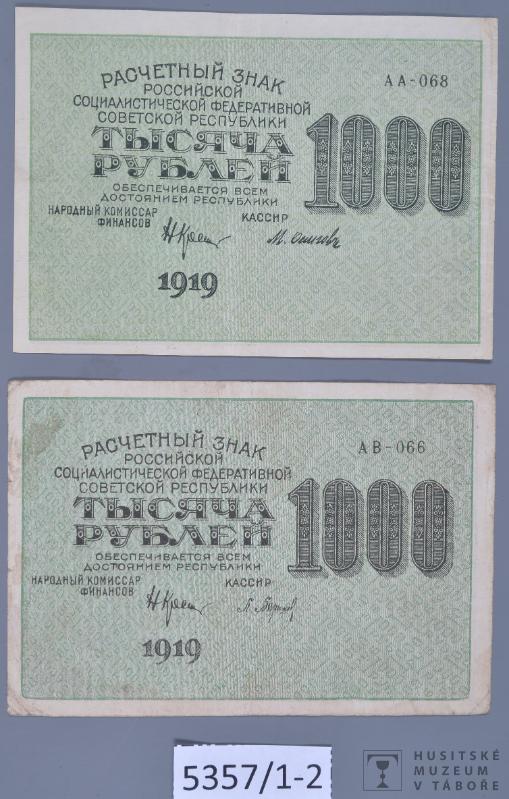 РАСЧЕТНЫЙ ЗНАК
РОССИЙСКОЙ
СОЦИАЛИСТИЧЕСКОЙ ФЕДЕРАТИВНОЙ
СОВЕТСКОЙ РЕСПУБЛИКИ
ТЫСЯЧА
РУБЛЕЙ
ОБЕСПЕЧИВАЕТСЯ ВСЕМ
ДОСТОЯНИЕМ РЕСПУБЛИКИ
НАРОДНЫЙ КОМИССАР
ФИНАНСОВ
КАССИР
1919
АА-068
1000
РАСЧЕТНЫЙ ЗНАК
РОССИЙСКОЙ
СОЦИАЛИСТИЧЕСКОЙ ФЕДЕРАТИВНОЙ
СОВЕТСКОЙ РЕСПУБЛИКИ
ТЫСЯЧА
РУБЛЕЙ
ОБЕСПЕЧИВАЕТСЯ ВСЕМ
ДОСТОЯНИЕМ РЕСПУБЛИКИ
НАРОДНЫЙ КОМИССАР
ФИНАНСОВ
КАССИР
1919
АВ-066
1000
5357/1-2
HUSITSKÉ
MUZEUM
V TÁBOŘE